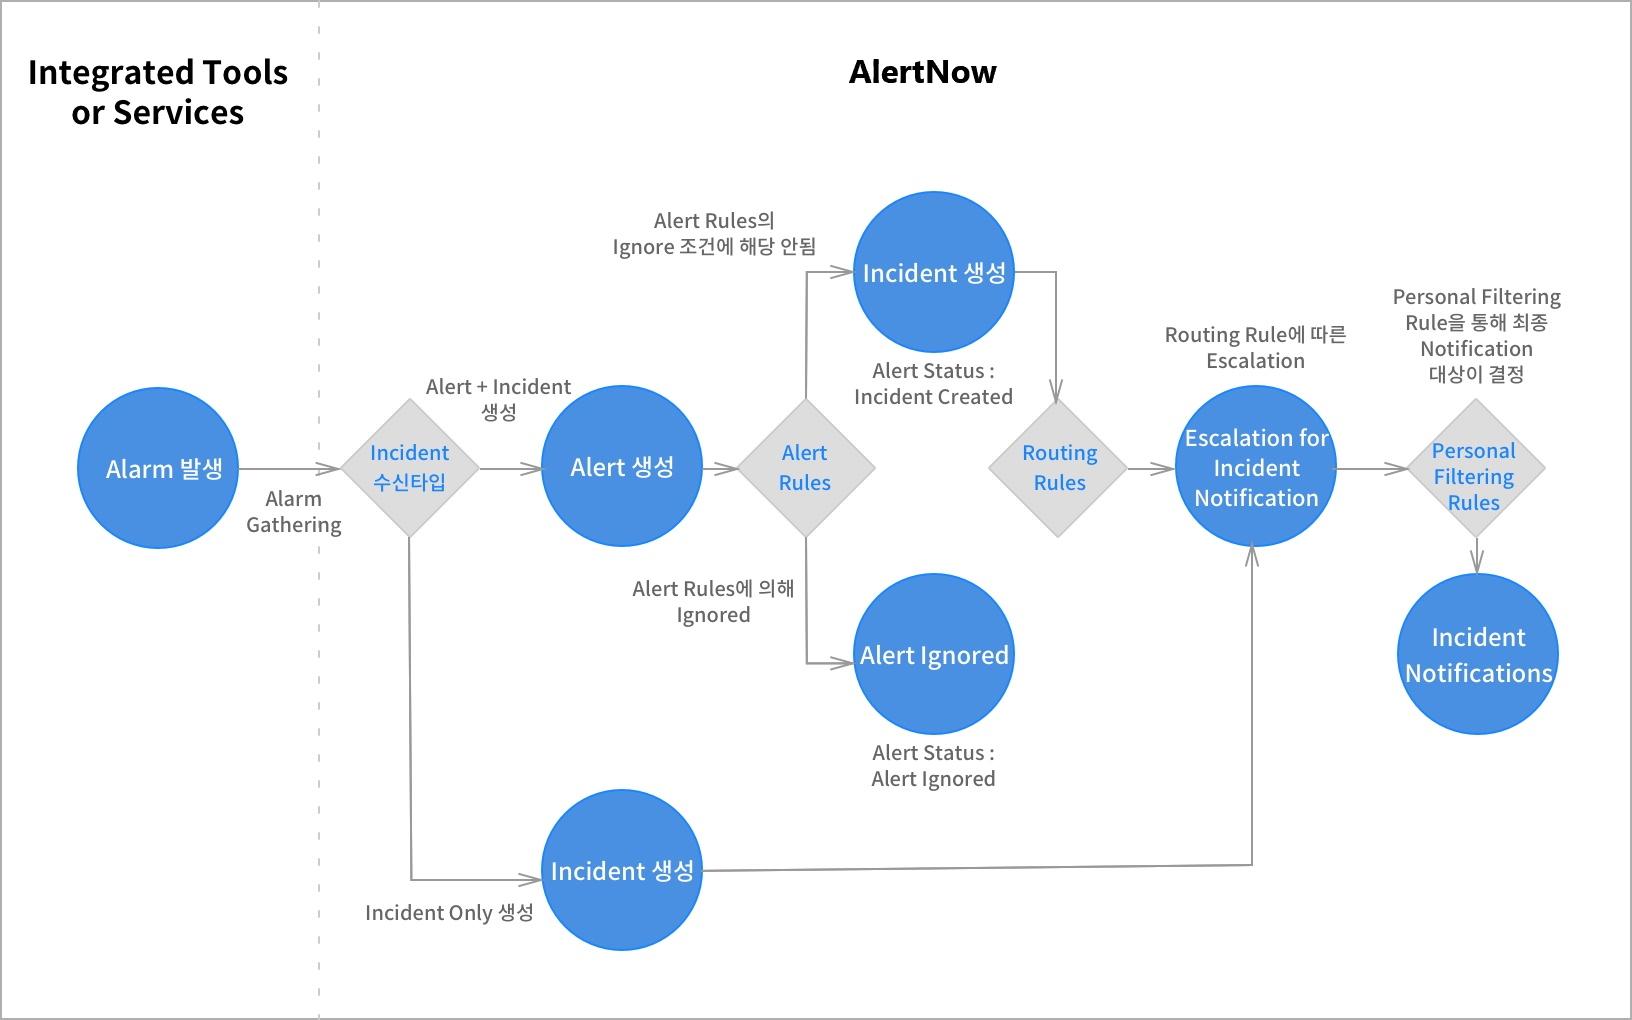 Integrated Tools
or Services
AlertNow
Alarm 발생
Alarm
Gathering
Incident
수신타입
Alert + Incident
생성
Alert 생성
Alert
Rules
Alert Rules의
Ignore 조건에 해당 안됨
Incident 생성
Alert Status :
Incident Created
Alert Rules에 의해
Ignored
Alert Ignored
Alert Status :
Alert Ignored
Routing
Rules
Routing Rule에 따른
Escalation
Escalation for
Incident
Notification
Personal Filtering
Rule을 통해 최종
Notification
대상이 결정
Personal
Filtering
Rules
Incident
Notifications
Incident Only 생성
Incident 생성